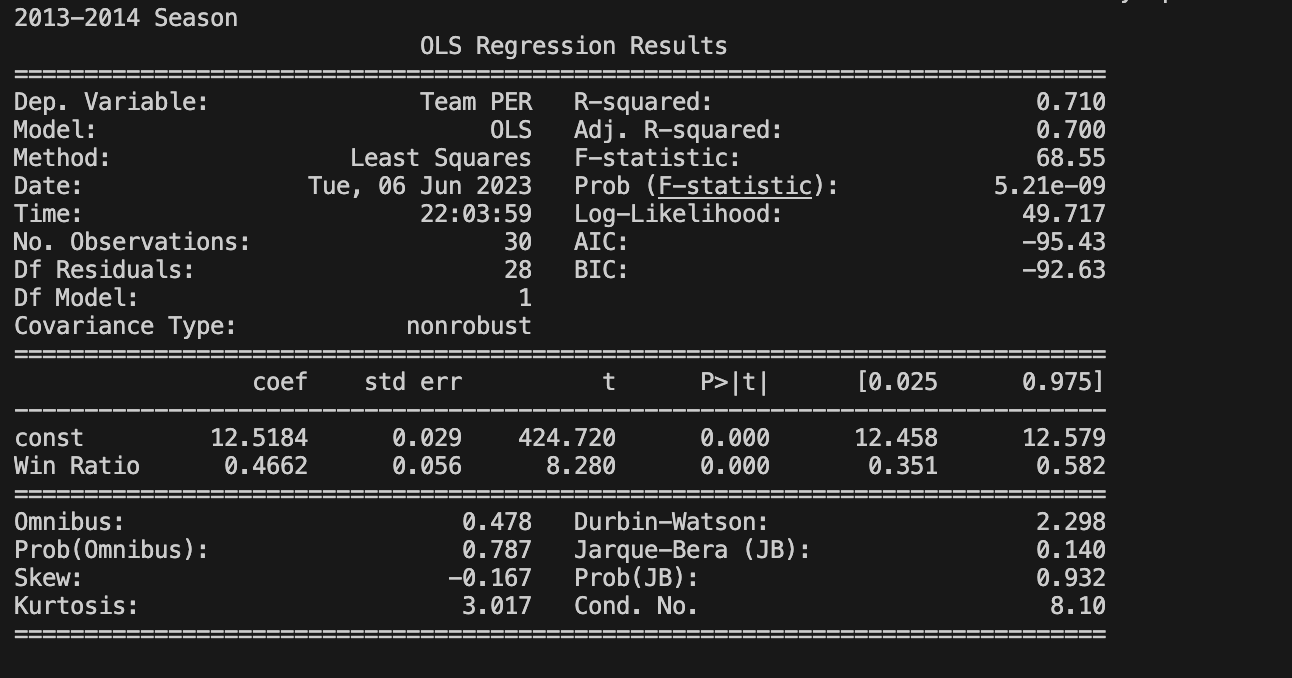 2013-2014 Season
OLS Regression Results
==============================================================================
Dep. Variable: Team PER R-squared: 0.710
Model: OLS Adj. R-squared: 0.700
Method: Least Squares F-statistic: 68.55
Date: Tue, 06 Jun 2023 Prob (F-statistic): 5.21e-09
Time: 22:03:59 Log-Likelihood: 49.717
No. Observations: 30 AIC: -95.43
Df Residuals: 28 BIC: -92.63
Df Model: 1
Covariance Type: nonrobust
==============================================================================
coef std err t P>|t| [0.025 0.975]
------------------------------------------------------------------------------
const 12.5184 0.029 424.720 0.000 12.458 12.579
Win Ratio 0.4662 0.056 8.280 0.000 0.351 0.582
==============================================================================
Omnibus: 0.478 Durbin-Watson: 2.298
Prob(Omnibus): 0.787 Jarque-Bera (JB): 0.140
Skew: -0.167 Prob(JB): 0.932
Kurtosis: 3.017 Cond. No. 8.10
==============================================================================